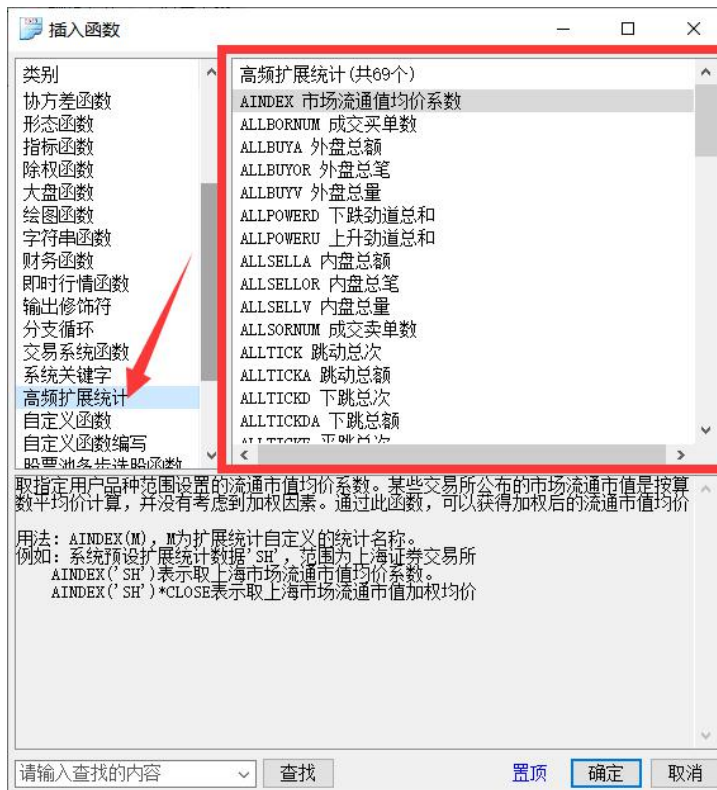 插入函数
类别
协方差函数
形态函数
指标函数
除权函数
大盘函数
绘图函数
字符串函数
财务函数
即时行情函数
输出修饰符
分支循环
交易系统函数
系统关键字
高频扩展统计
自定义函数
自定义函数编写
股票池多步选股函数
高频扩展统计(共69个)
AINDEX 市场流通值均价系数
ALLBORNUM 成交买单数
ALLBUYA 外盘总额
ALLBUYOR 外盘总笔
ALLBUYV 外盘总量
ALLPOWERD 下跌劲道总和
ALLPOWERU 上升劲道总和
ALLSELLA 内盘总额
ALLSELLOR 内盘总笔
ALLSELLV 内盘总量
ALLSORNUM 成交卖单数
ALLTICK 跳动总次
ALLTICKA 跳动总额
ALLTICKD 下跳总次
ALLTICKDA 下跳总额
取指定用户品种范围设置的流通市值均价系数。某些交易所公布的市场流通市值是按算
数平均价计算，并没有考虑到加权因素。通过此函数，可以获得加权后的流通市值均价
用法：AINDEX(M)，M为扩展统计自定义的统计名称。
例如：系统预设扩展统计数据'SH'，范围为上海证券交易所
AINDEX('SH')表示取上海市场流通市值均价系数。
AINDEX('SH')*CLOSE表示取上海市场流通市值加权均价
请输入查找的内容
查找
置顶
确定
取消